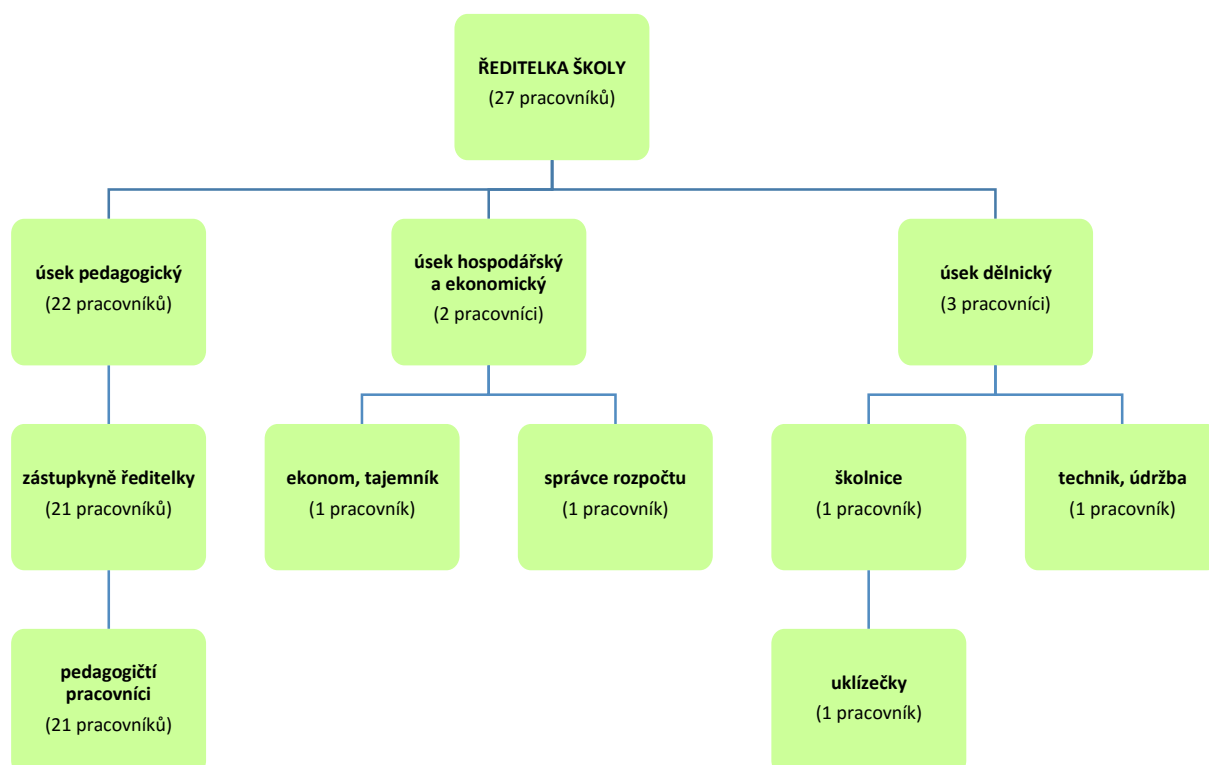 ŘEDITELKA ŠKOLY
(27 pracovníků)
úsek pedagogický
(22 pracovníků)
úsek hospodářský
a ekonomický
(2 pracovníci)
úsek dělnický
(3 pracovníci)
zástupkyně ředitelky
(21 pracovníků)
ekonom, tajemník
(1 pracovník)
správce rozpočtu
(1 pracovník)
školnice
(1 pracovník)
technik, údržba
(1 pracovník)
pedagogičtí
pracovníci
(21 pracovníků)
uklízečky
(1 pracovník)